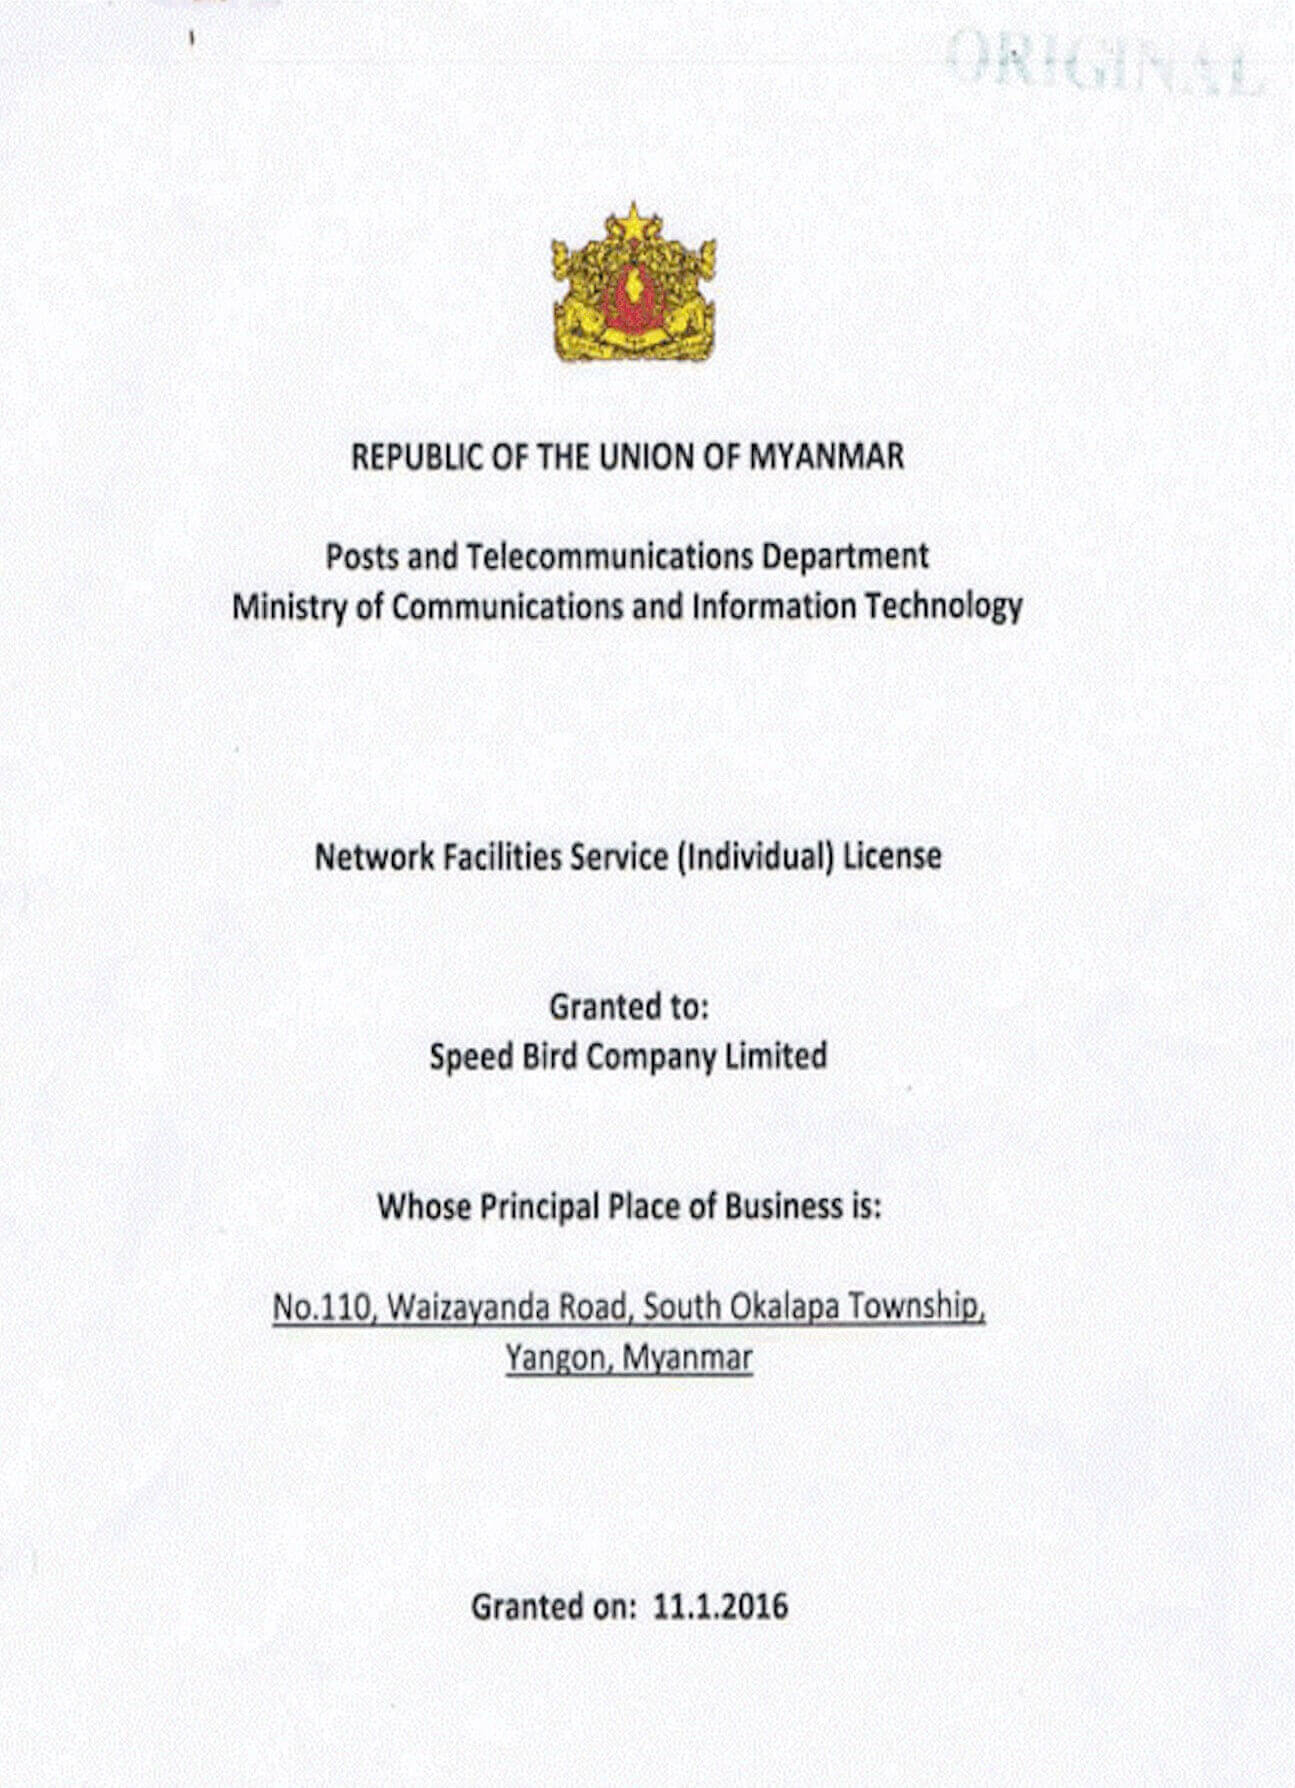 ORIGINAL
REPUBLIC OF THE UNION OF MYANMAR
Posts and Telecommunications Department
Ministry of Communications and Information Technology
Network Facilities Service (Individual) License
Granted to:
Speed Bird Company Limited
Whose Principal Place of Business is:
No.110, Waizayanda Road, South Okalapa Township,
Yangon, Myanmar
Granted on: 11.1.2016